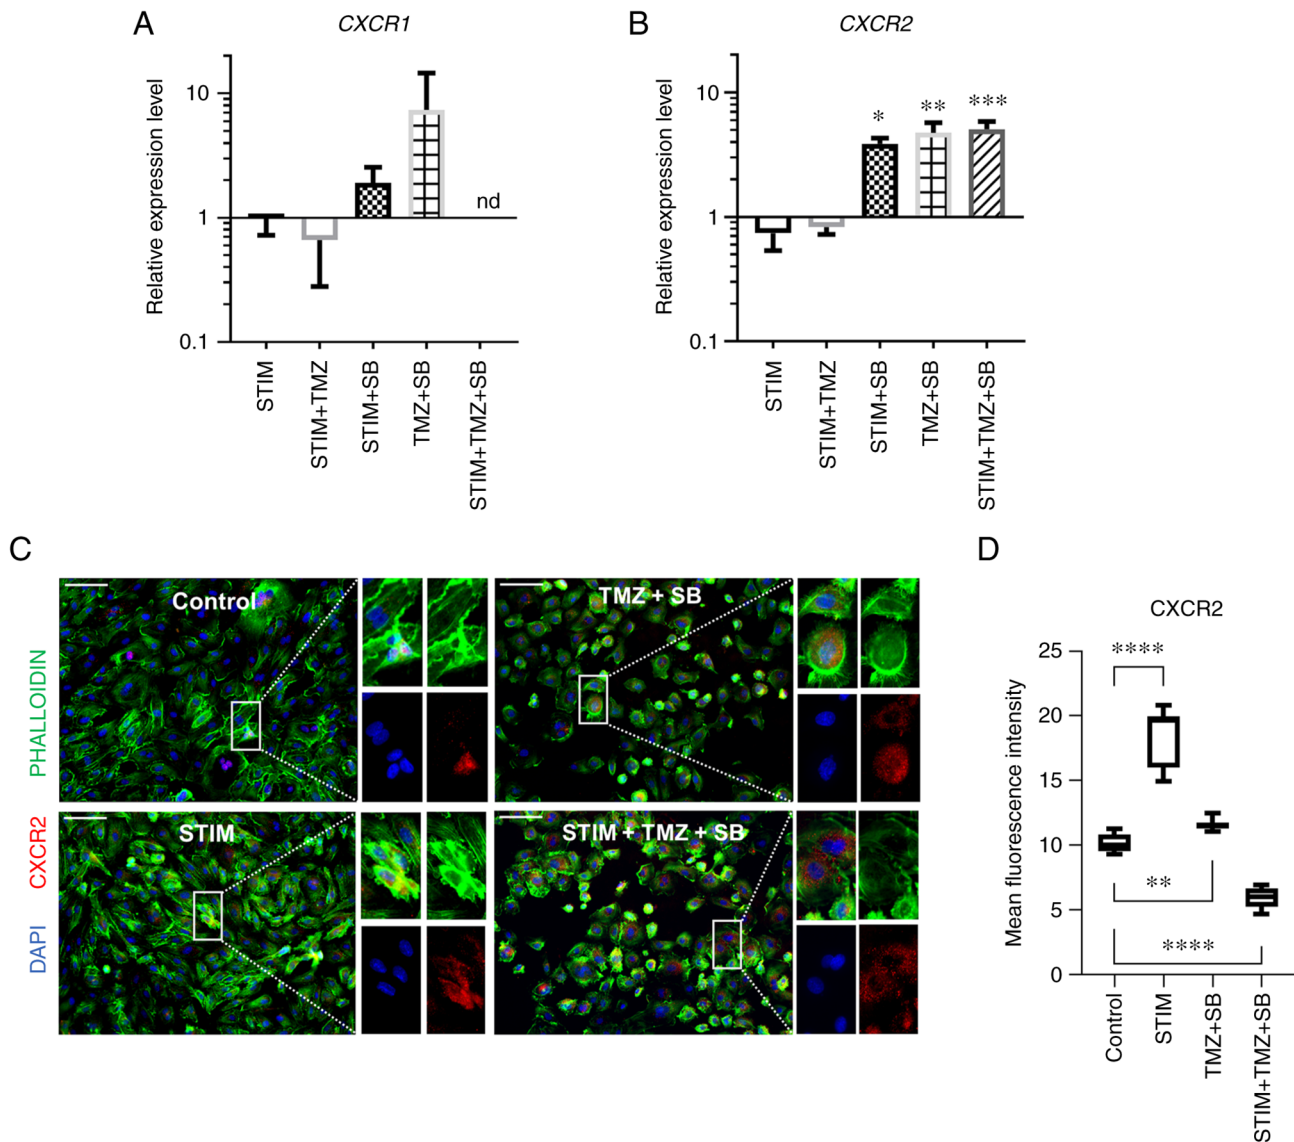 A
CXCR1
Relative expression level
10
1
0.1
nd
STIM
STIM+TMZ
STIM+SB
TMZ+SB
STIM+TMZ+SB
B
CXCR2
Relative expression level
10
1
0.1
*
**
***
STIM
STIM+TMZ
STIM+SB
TMZ+SB
STIM+TMZ+SB
C
DAPI CXCR2 PHALLOIDIN
Control
TMZ + SB
STIM
STIM + TMZ + SB
D
CXCR2
Mean fluorescence intensity
25
20
15
10
5
0
****
**
****
Control
STIM
TMZ+SB
STIM+TMZ+SB